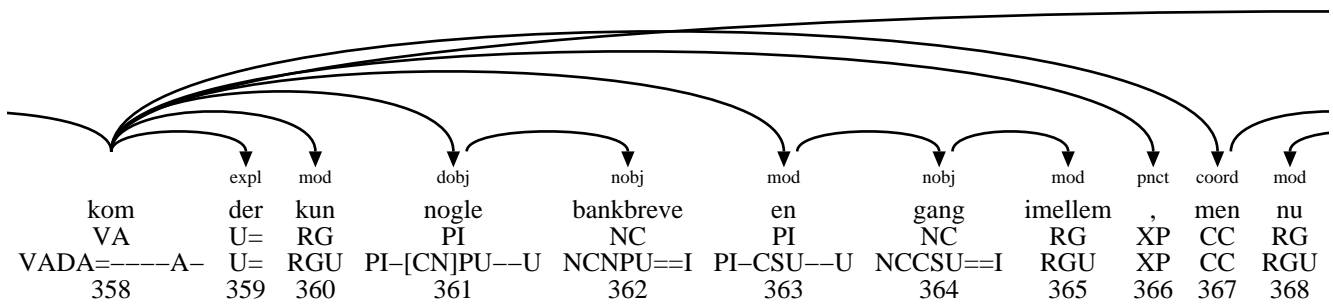 expl mod dobj nobj mod nobj mod pnct coord mod
kom der kun nogle bankbreve en gang imellem , men nu
VA U= RG PI NC PI NC RG XP CC RG
VADA=−−−−A− U= RGU PI−[CN]PU−−U NCNPU==I PI−CSU−−U NCCSU==I RGU XP CC RGU
358 359 360 361 362 363 364 365 366 367 368